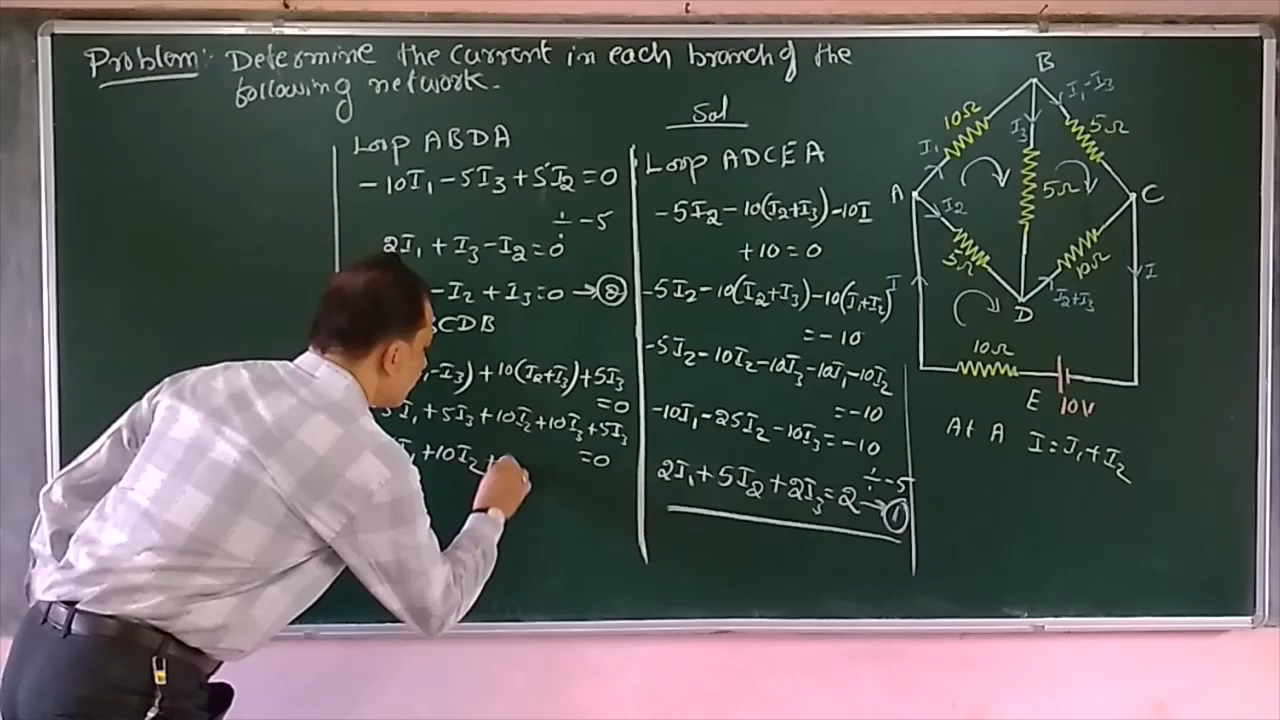 Problem:- Determine the current in each branch of the
following network.
Sol
Loop ABDA
-10I₁-5I₃+5I₂=0
÷-5
2I₁+I₃-I₂=0
-I₂+I₃=0→②
CDB
-I₃)+10(I₂+I₃)+5I₃
=0
I₁+5I₃+10I₂+10I₃+5I₃
=0
I₁+10I₂+
Loop ADCEA
-5I₂-10(I₂+I₃)-10I
+10=0
-5I₂-10(I₂+I₃)-10(I₁+I₂)
=-10
-5I₂-10I₂-10I₃-10I₁-10I₂
=-10
-10I₁-25I₂-10I₃=-10
÷-5
2I₁+5I₂+2I₃=2→①
B
10Ω
I₁
I₃
I₁-I₃
5Ω
A
I₂
5Ω
C
5Ω
10Ω
I
I
D
I₂+I₃
10Ω
E
10V
At A I=I₁+I₂